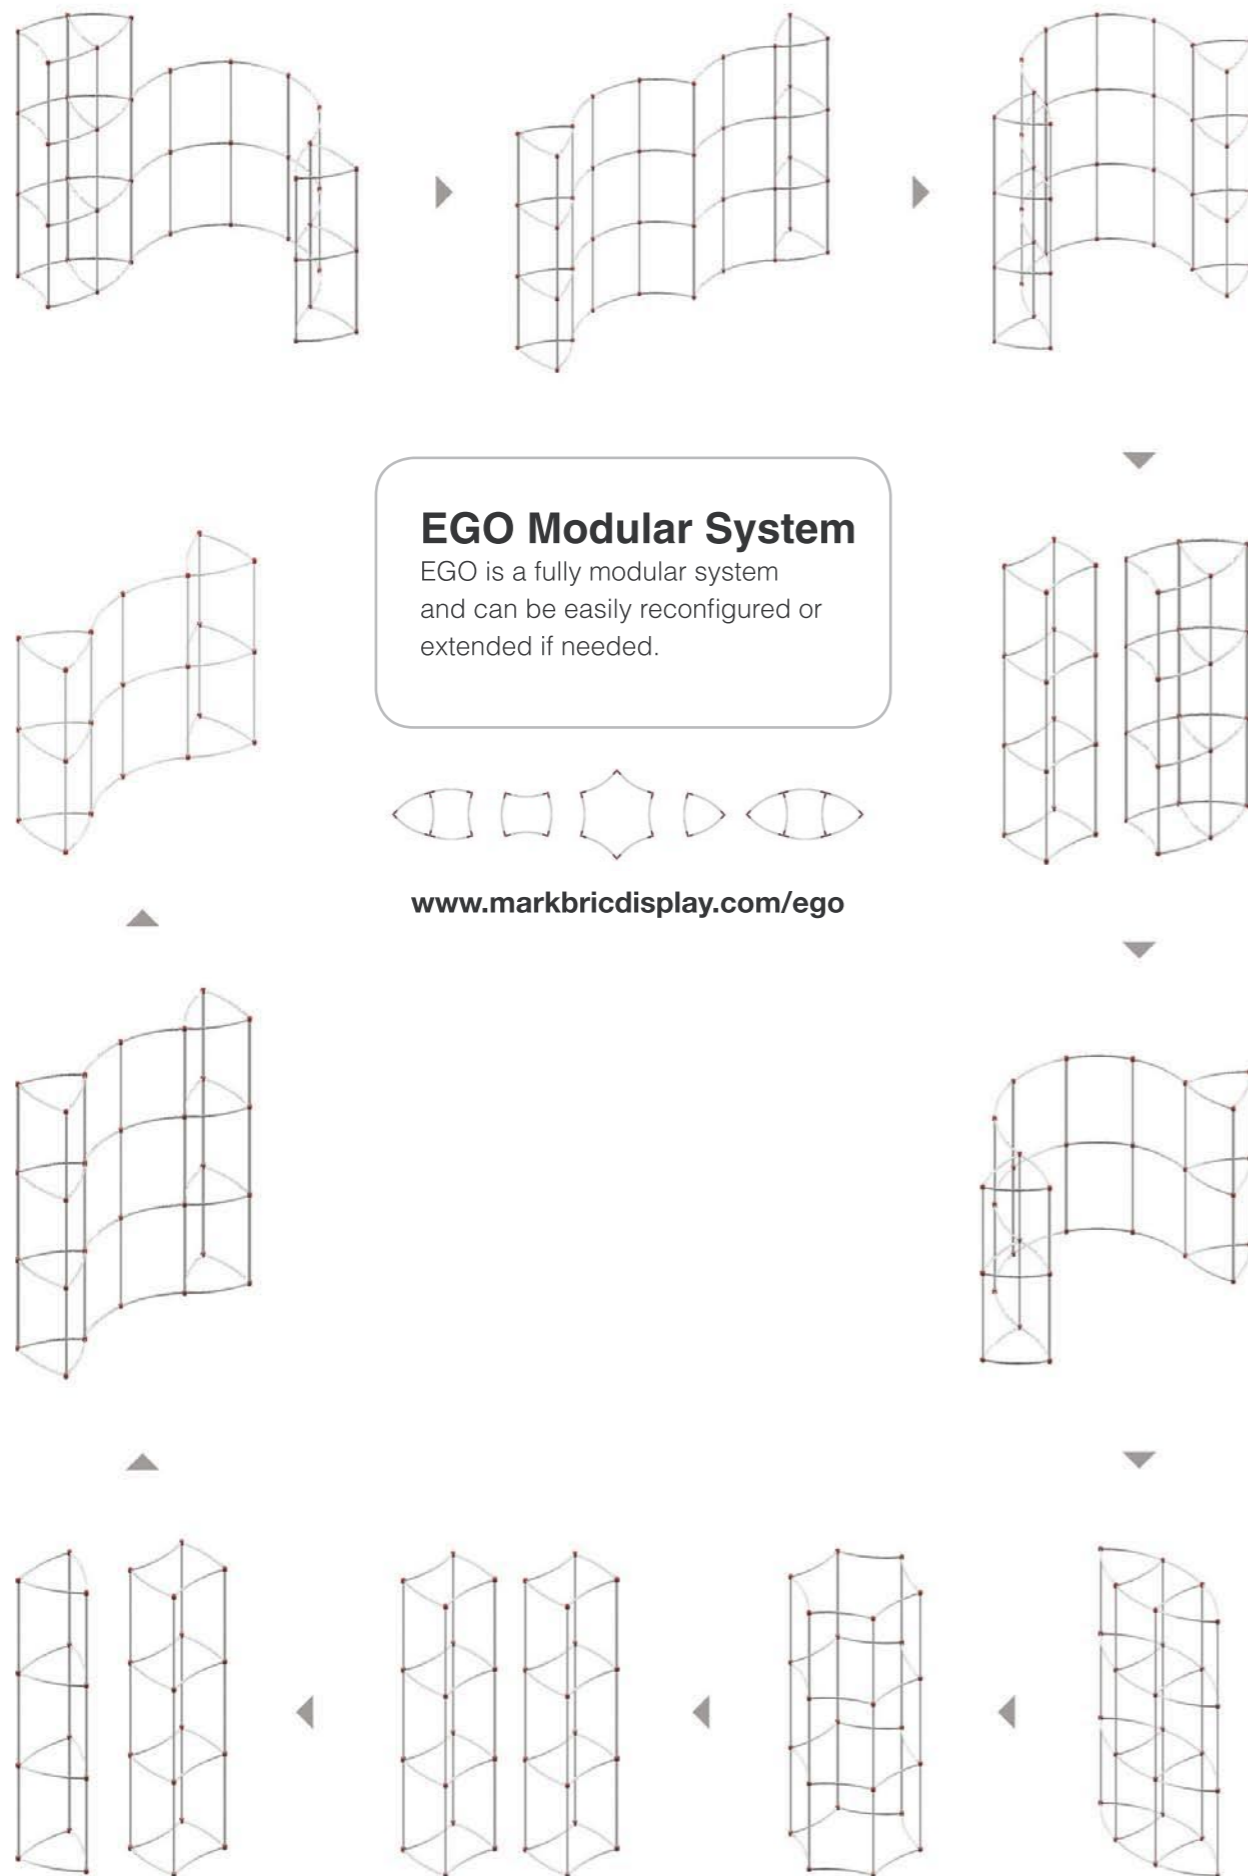 EGO Modular System
EGO is a fully modular system
and can be easily reconfigured or
extended if needed.
www.markbricdisplay.com/ego